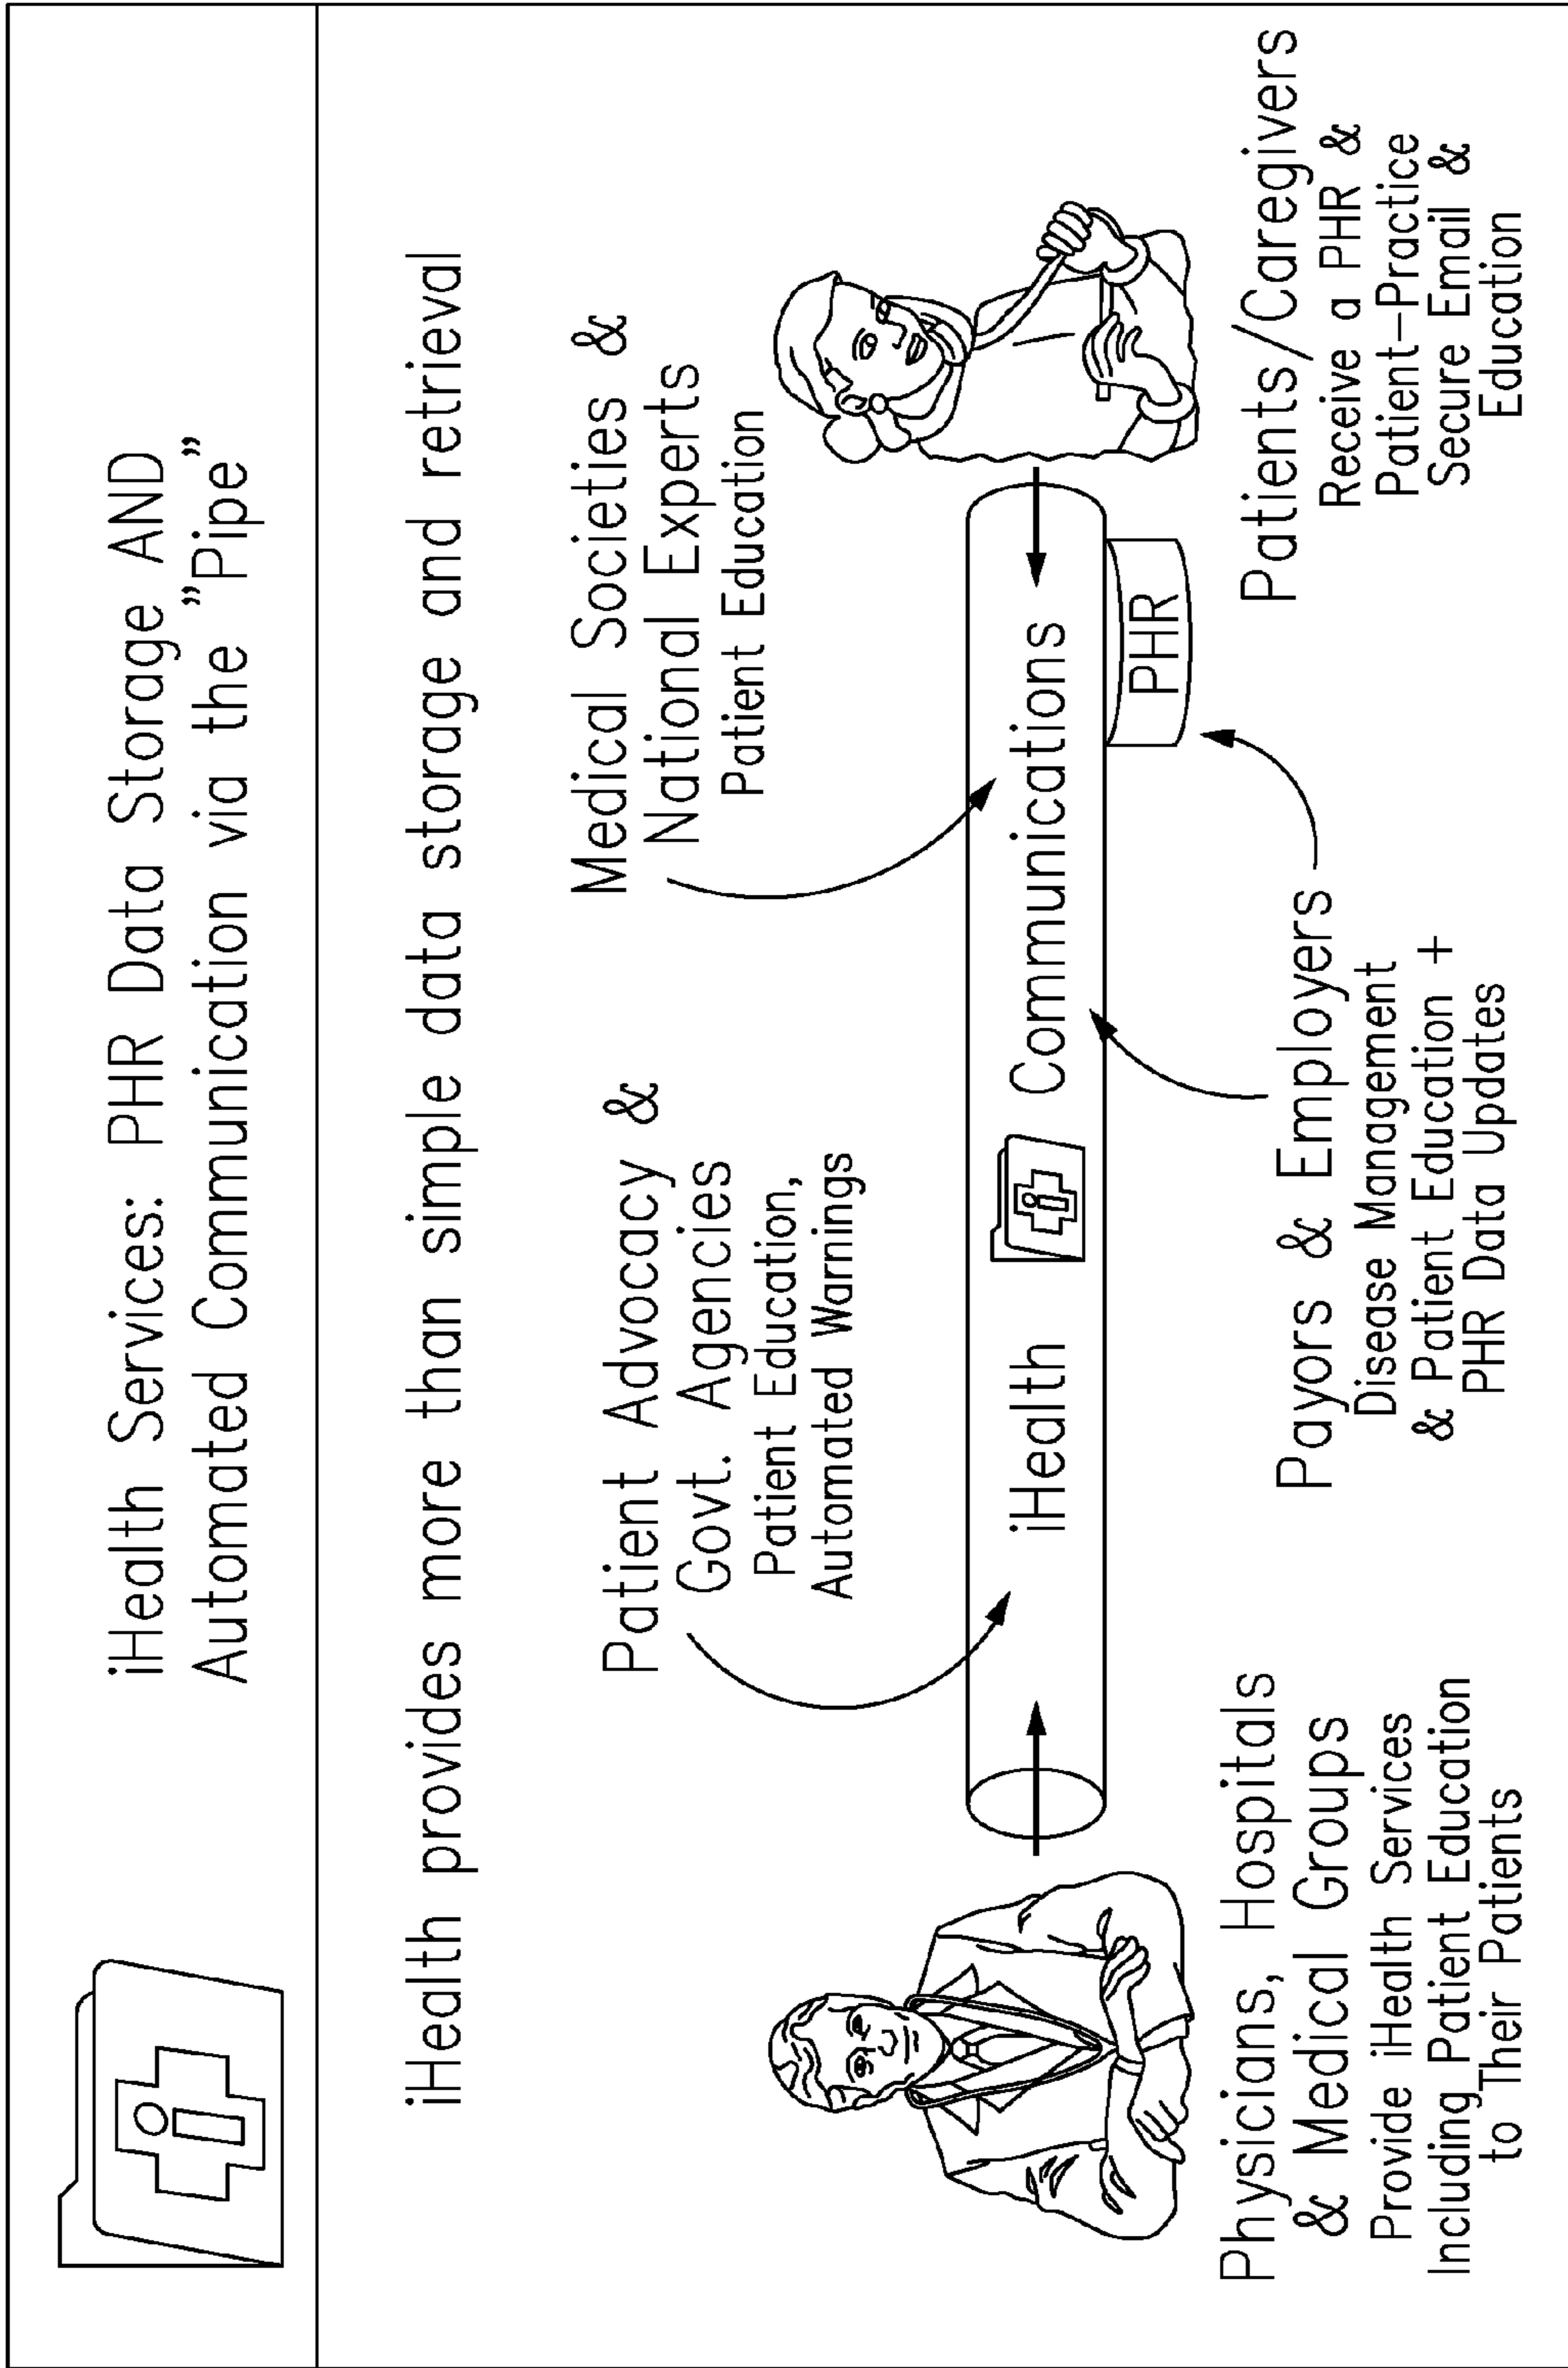 iHealth Services: PHR Data Storage AND
Automated Communication via the "Pipe"
iHealth provides more than simple data storage and retrieval
Patient Advocacy &
Govt. Agencies
Patient Education,
Automated Warnings
Medical Societies &
National Experts
Patient Education
iHealth i Communications
PHR
Physicians, Hospitals
& Medical Groups
Provide iHealth Services
Including Patient Education
to Their Patients
Payors & Employers
Disease Management
& Patient Education +
PHR Data Updates
Patients/Caregivers
Receive a PHR &
Patient-Practice
Secure Email &
Education